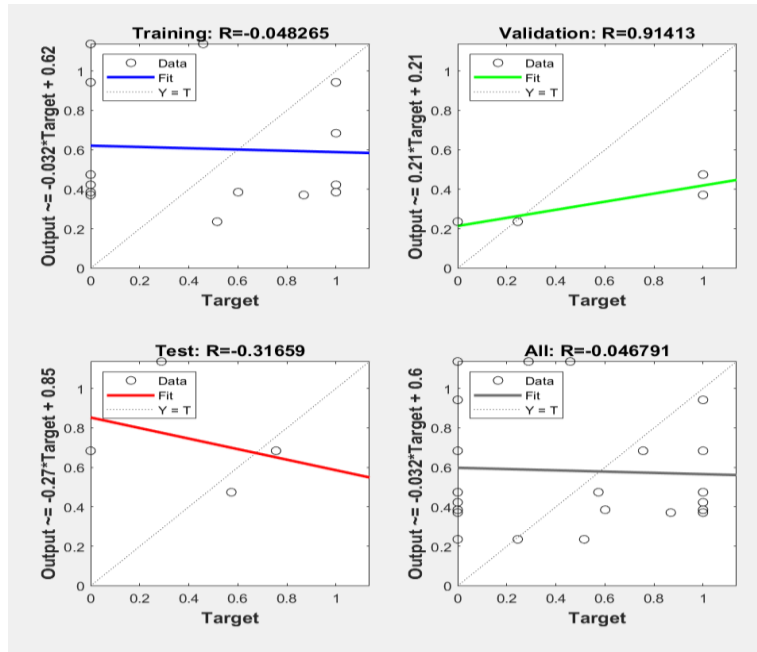 Training: R=-0.048265
Output ~= -0.032*Target + 0.62
1
0.8
0.6
0.4
0.2
0
Data
Fit
Y = T
0 0.2 0.4 0.6 0.8 1
Target
Validation: R=0.91413
Output ~= 0.21*Target + 0.21
1
0.8
0.6
0.4
0.2
0
Data
Fit
Y = T
0 0.2 0.4 0.6 0.8 1
Target
Test: R=-0.31659
Output ~= -0.27*Target + 0.85
1
0.8
0.6
0.4
0.2
0
Data
Fit
Y = T
0 0.2 0.4 0.6 0.8 1
Target
All: R=-0.046791
Output ~= -0.032*Target + 0.6
1
0.8
0.6
0.4
0.2
0
Data
Fit
Y = T
0 0.2 0.4 0.6 0.8 1
Target